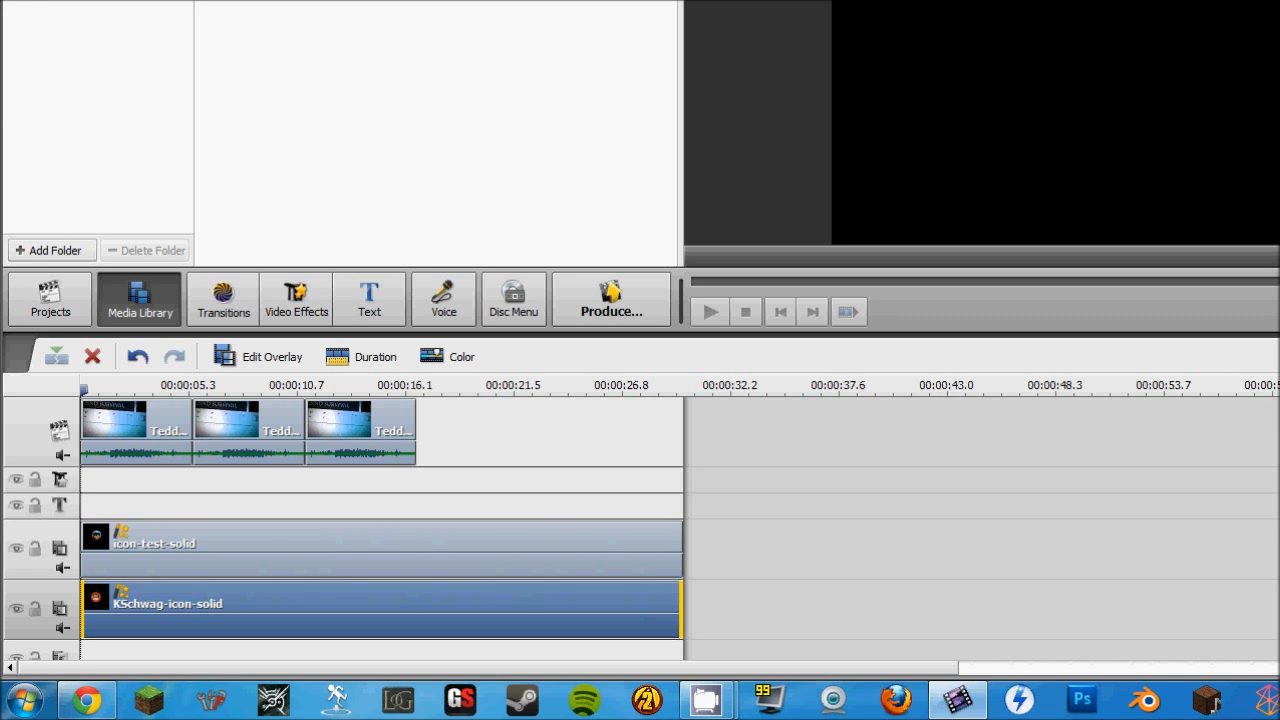 Add Folder
Delete Folder
Projects
Media Library
Transitions
Video Effects
Text
Voice
Disc Menu
Produce...
Edit Overlay
Duration
Color
00:00:05.3
00:00:10.7
00:00:16.1
00:00:21.5
00:00:26.8
00:00:32.2
00:00:37.6
00:00:43.0
00:00:48.3
00:00:53.7
Tedd...
Tedd...
Tedd...
icon-test-solid
KSchwag-icon-solid
GS
99
Ps